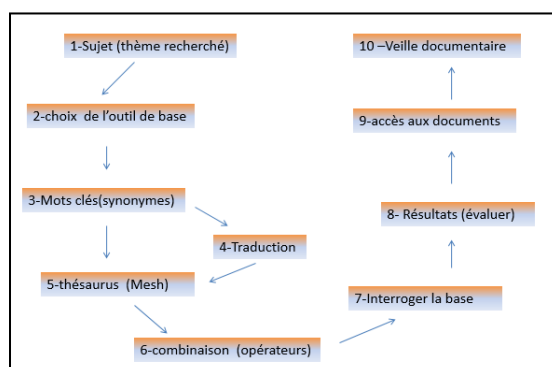 1-Sujet (thème recherché)
2-choix de l'outil de base
3-Mots clés(synonymes)
4-Traduction
5-thésaurus (Mesh)
6-combinaison (opérateurs)
7-Interroger la base
8- Résultats (évaluer)
9-accès aux documents
10 –Veille documentaire